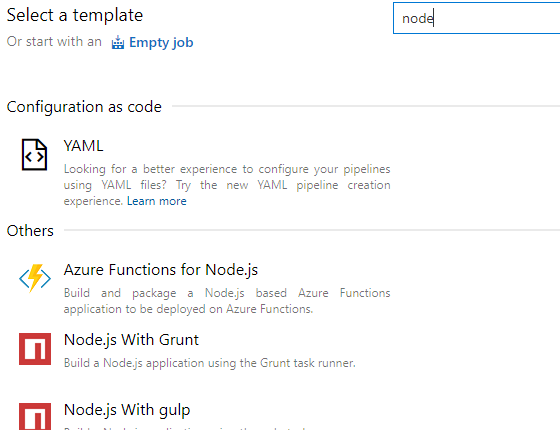 Select a template
node
Or start with an Empty job
Configuration as code
YAML
Looking for a better experience to configure your pipelines
using YAML files? Try the new YAML pipeline creation
experience. Learn more
Others
Azure Functions for Node.js
Build and package a Node.js based Azure Functions
application to be deployed on Azure Functions.
Node.js With Grunt
Build a Node.js application using the Grunt task runner.
Node.js With gulp